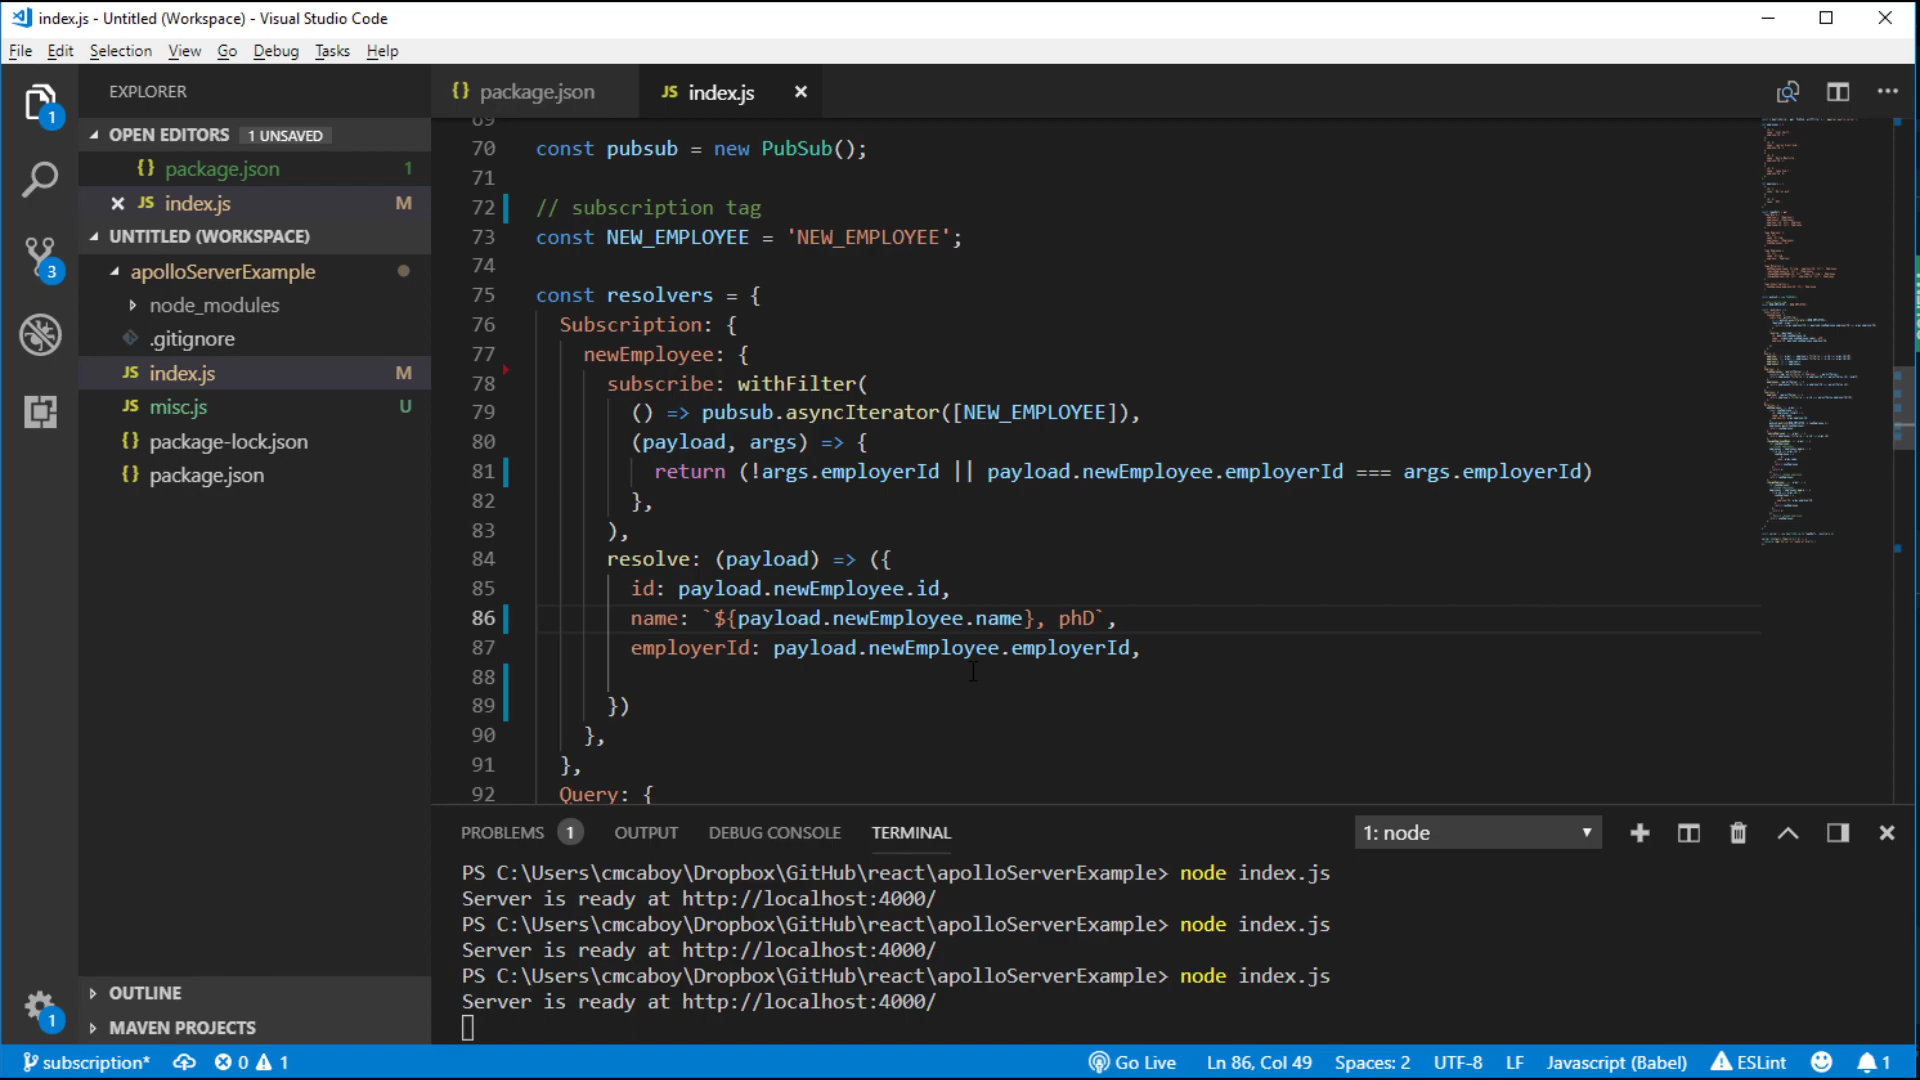 index.js - Untitled (Workspace) - Visual Studio Code
File Edit Selection View Go Debug Tasks Help
EXPLORER
OPEN EDITORS 1 UNSAVED
{} package.json 1
JS index.js M
UNTITLED (WORKSPACE)
apolloServerExample
node_modules
.gitignore
JS index.js M
JS misc.js U
{} package-lock.json
{} package.json
OUTLINE
MAVEN PROJECTS
1
3
1
{} package.json JS index.js
69
70 const pubsub = new PubSub();
71
72 // subscription tag
73 const NEW_EMPLOYEE = 'NEW_EMPLOYEE';
74
75 const resolvers = {
76 Subscription: {
77 newEmployee: {
78 subscribe: withFilter(
79 () => pubsub.asyncIterator([NEW_EMPLOYEE]),
80 (payload, args) => {
81 return (!args.employerId || payload.newEmployee.employerId === args.employerId)
82 },
83 ),
84 resolve: (payload) => ({
85 id: payload.newEmployee.id,
86 name: `${payload.newEmployee.name}, phD`,
87 employerId: payload.newEmployee.employerId,
88
89 })
90 },
91 },
92 Query: {
PROBLEMS 1 OUTPUT DEBUG CONSOLE TERMINAL 1: node
PS C:\Users\cmcaboy\Dropbox\GitHub\react\apolloServerExample> node index.js
Server is ready at http://localhost:4000/
PS C:\Users\cmcaboy\Dropbox\GitHub\react\apolloServerExample> node index.js
Server is ready at http://localhost:4000/
PS C:\Users\cmcaboy\Dropbox\GitHub\react\apolloServerExample> node index.js
Server is ready at http://localhost:4000/
subscription* 0 1 Go Live Ln 86, Col 49 Spaces: 2 UTF-8 LF Javascript (Babel) ESLint 1